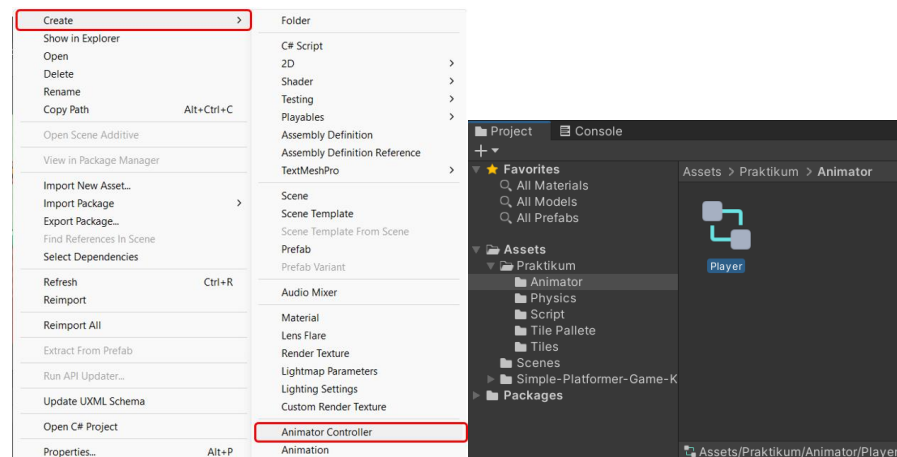 Create >
Show in Explorer
Open
Delete
Rename
Copy Path Alt+Ctrl+C
Open Scene Additive
View in Package Manager
Import New Asset...
Import Package >
Export Package...
Find References In Scene
Select Dependencies
Refresh Ctrl+R
Reimport
Reimport All
Extract From Prefab
Run API Updater...
Update UXML Schema
Open C# Project
Properties... Alt+P
Folder
C# Script
2D >
Shader >
Testing >
Playables >
Assembly Definition
Assembly Definition Reference
TextMeshPro >
Scene
Scene Template
Scene Template From Scene
Prefab
Prefab Variant
Audio Mixer
Material
Lens Flare
Render Texture
Lightmap Parameters
Lighting Settings
Custom Render Texture
Animator Controller
Animation
Project Console
Favorites
All Materials
All Models
All Prefabs
Assets
Praktikum
Animator
Physics
Script
Tile Pallete
Tiles
Scenes
Simple-Platformer-Game-K
Packages
Assets > Praktikum > Animator
Player
Assets/Praktikum/Animator/Player